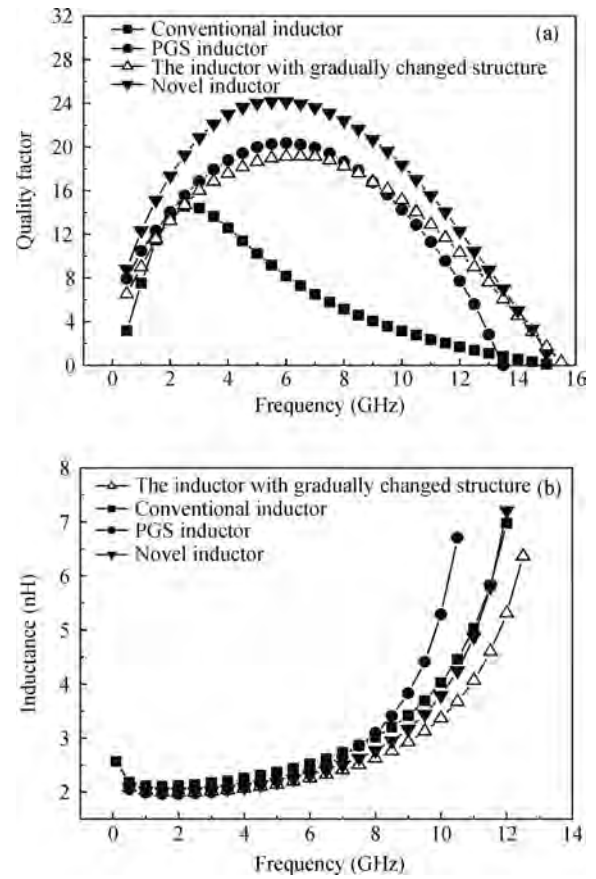 32
28
24
20
16
12
8
4
0
Quality factor
Conventional inductor
(a)
PGS inductor
The inductor with gradually changed structure
Novel inductor
0 2 4 6 8 10 12 14 16
Frequency (GHz)
8
7
6
5
4
3
2
Inductance (nH)
The inductor with gradually changed structure (b)
Conventional inductor
PGS inductor
Novel inductor
0 2 4 6 8 10 12 14
Frequency (GHz)